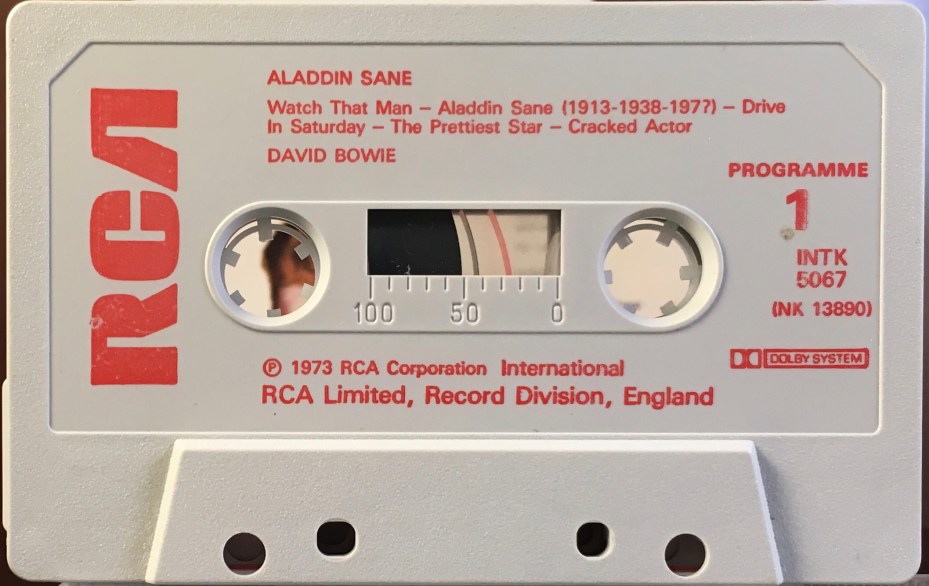 RCA
ALADDIN SANE
Watch That Man – Aladdin Sane (1913-1938-197?) – Drive
In Saturday – The Prettiest Star – Cracked Actor
DAVID BOWIE
PROGRAMME
1
INTK
5067
(NK 13890)
100 50 0
DOLBY SYSTEM
Ⓟ 1973 RCA Corporation International
RCA Limited, Record Division, England